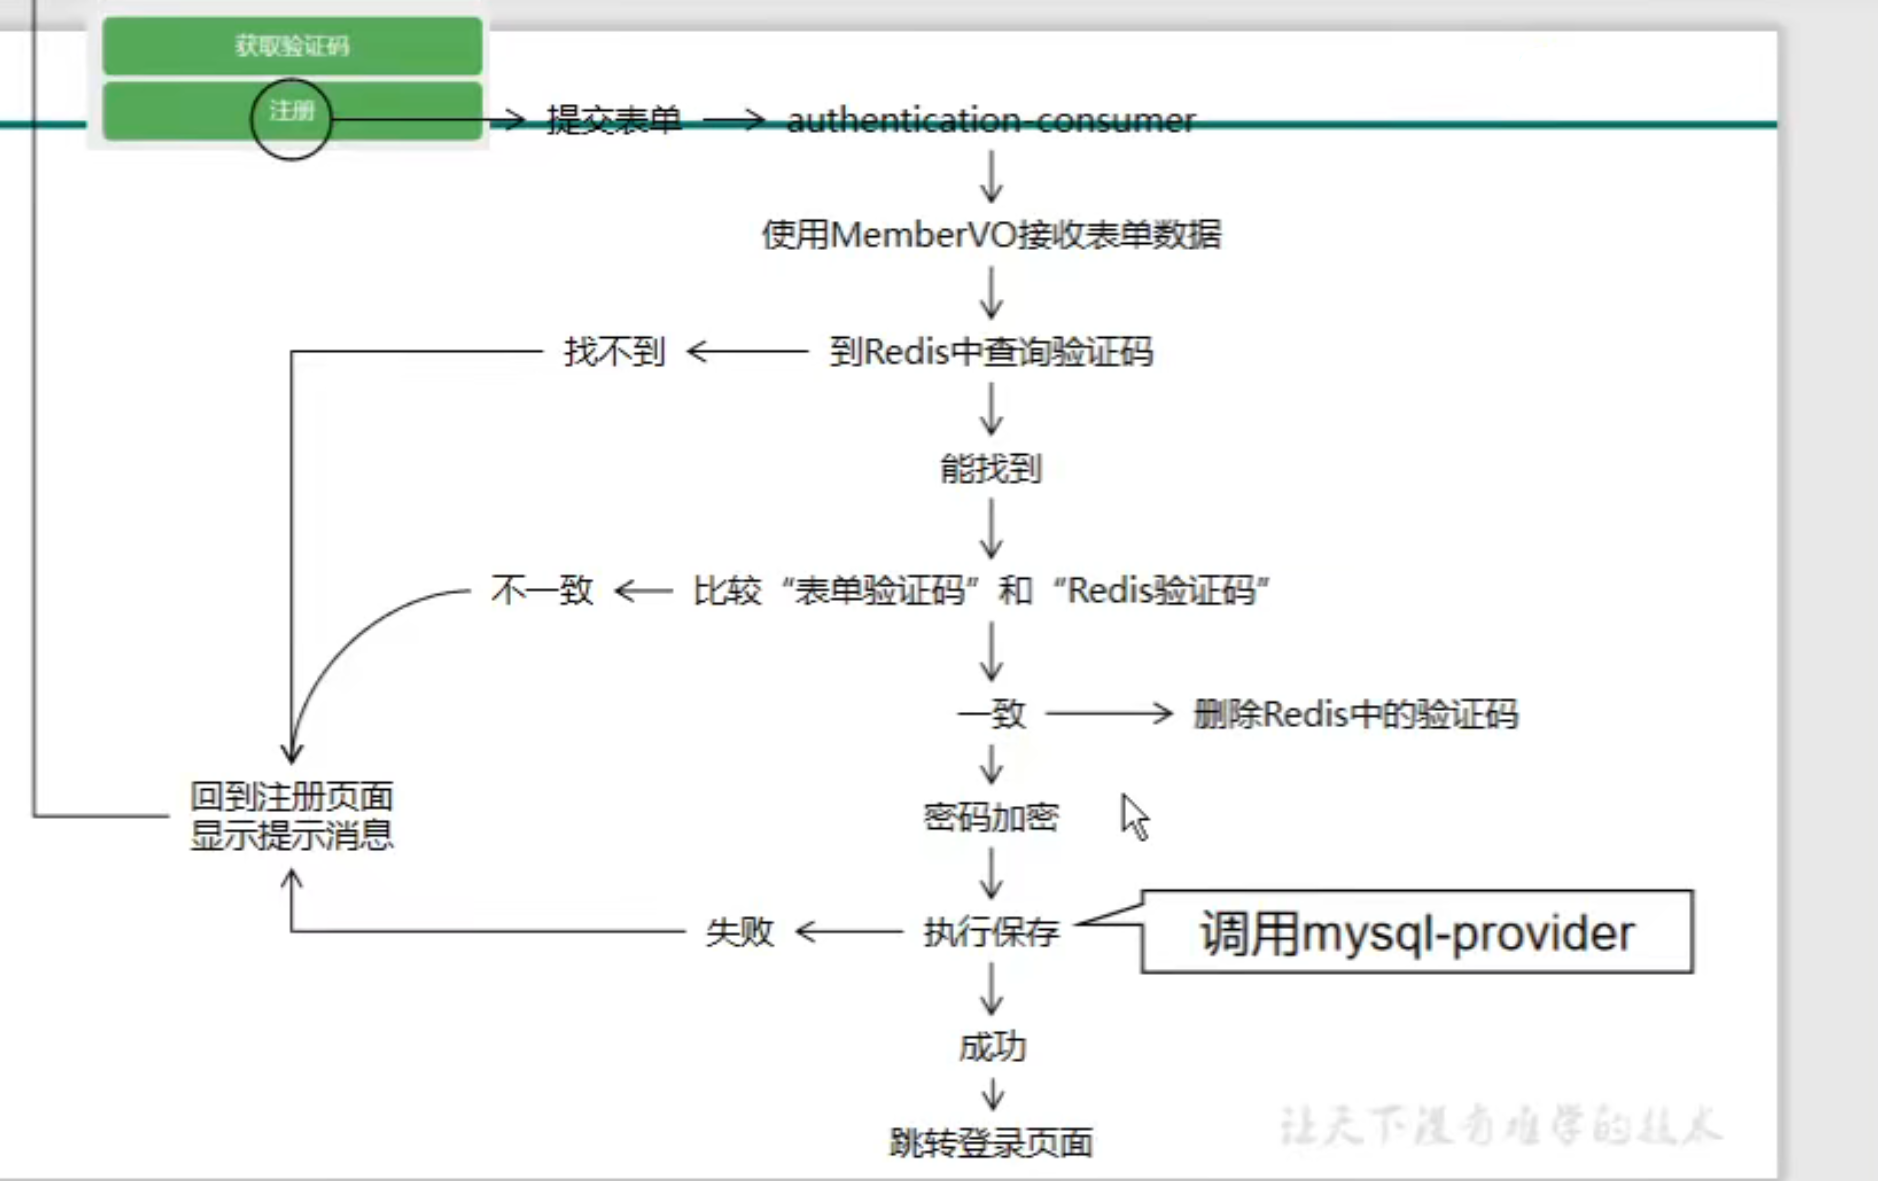 获取验证码
注册
提交表单
authentication-consumer
使用MemberVO接收表单数据
找不到
到Redis中查询验证码
能找到
不一致
比较“表单验证码”和“Redis验证码”
一致
删除Redis中的验证码
回到注册页面
显示提示消息
密码加密
失败
执行保存
调用mysql-provider
成功
跳转登录页面
让天下没有难学的技术